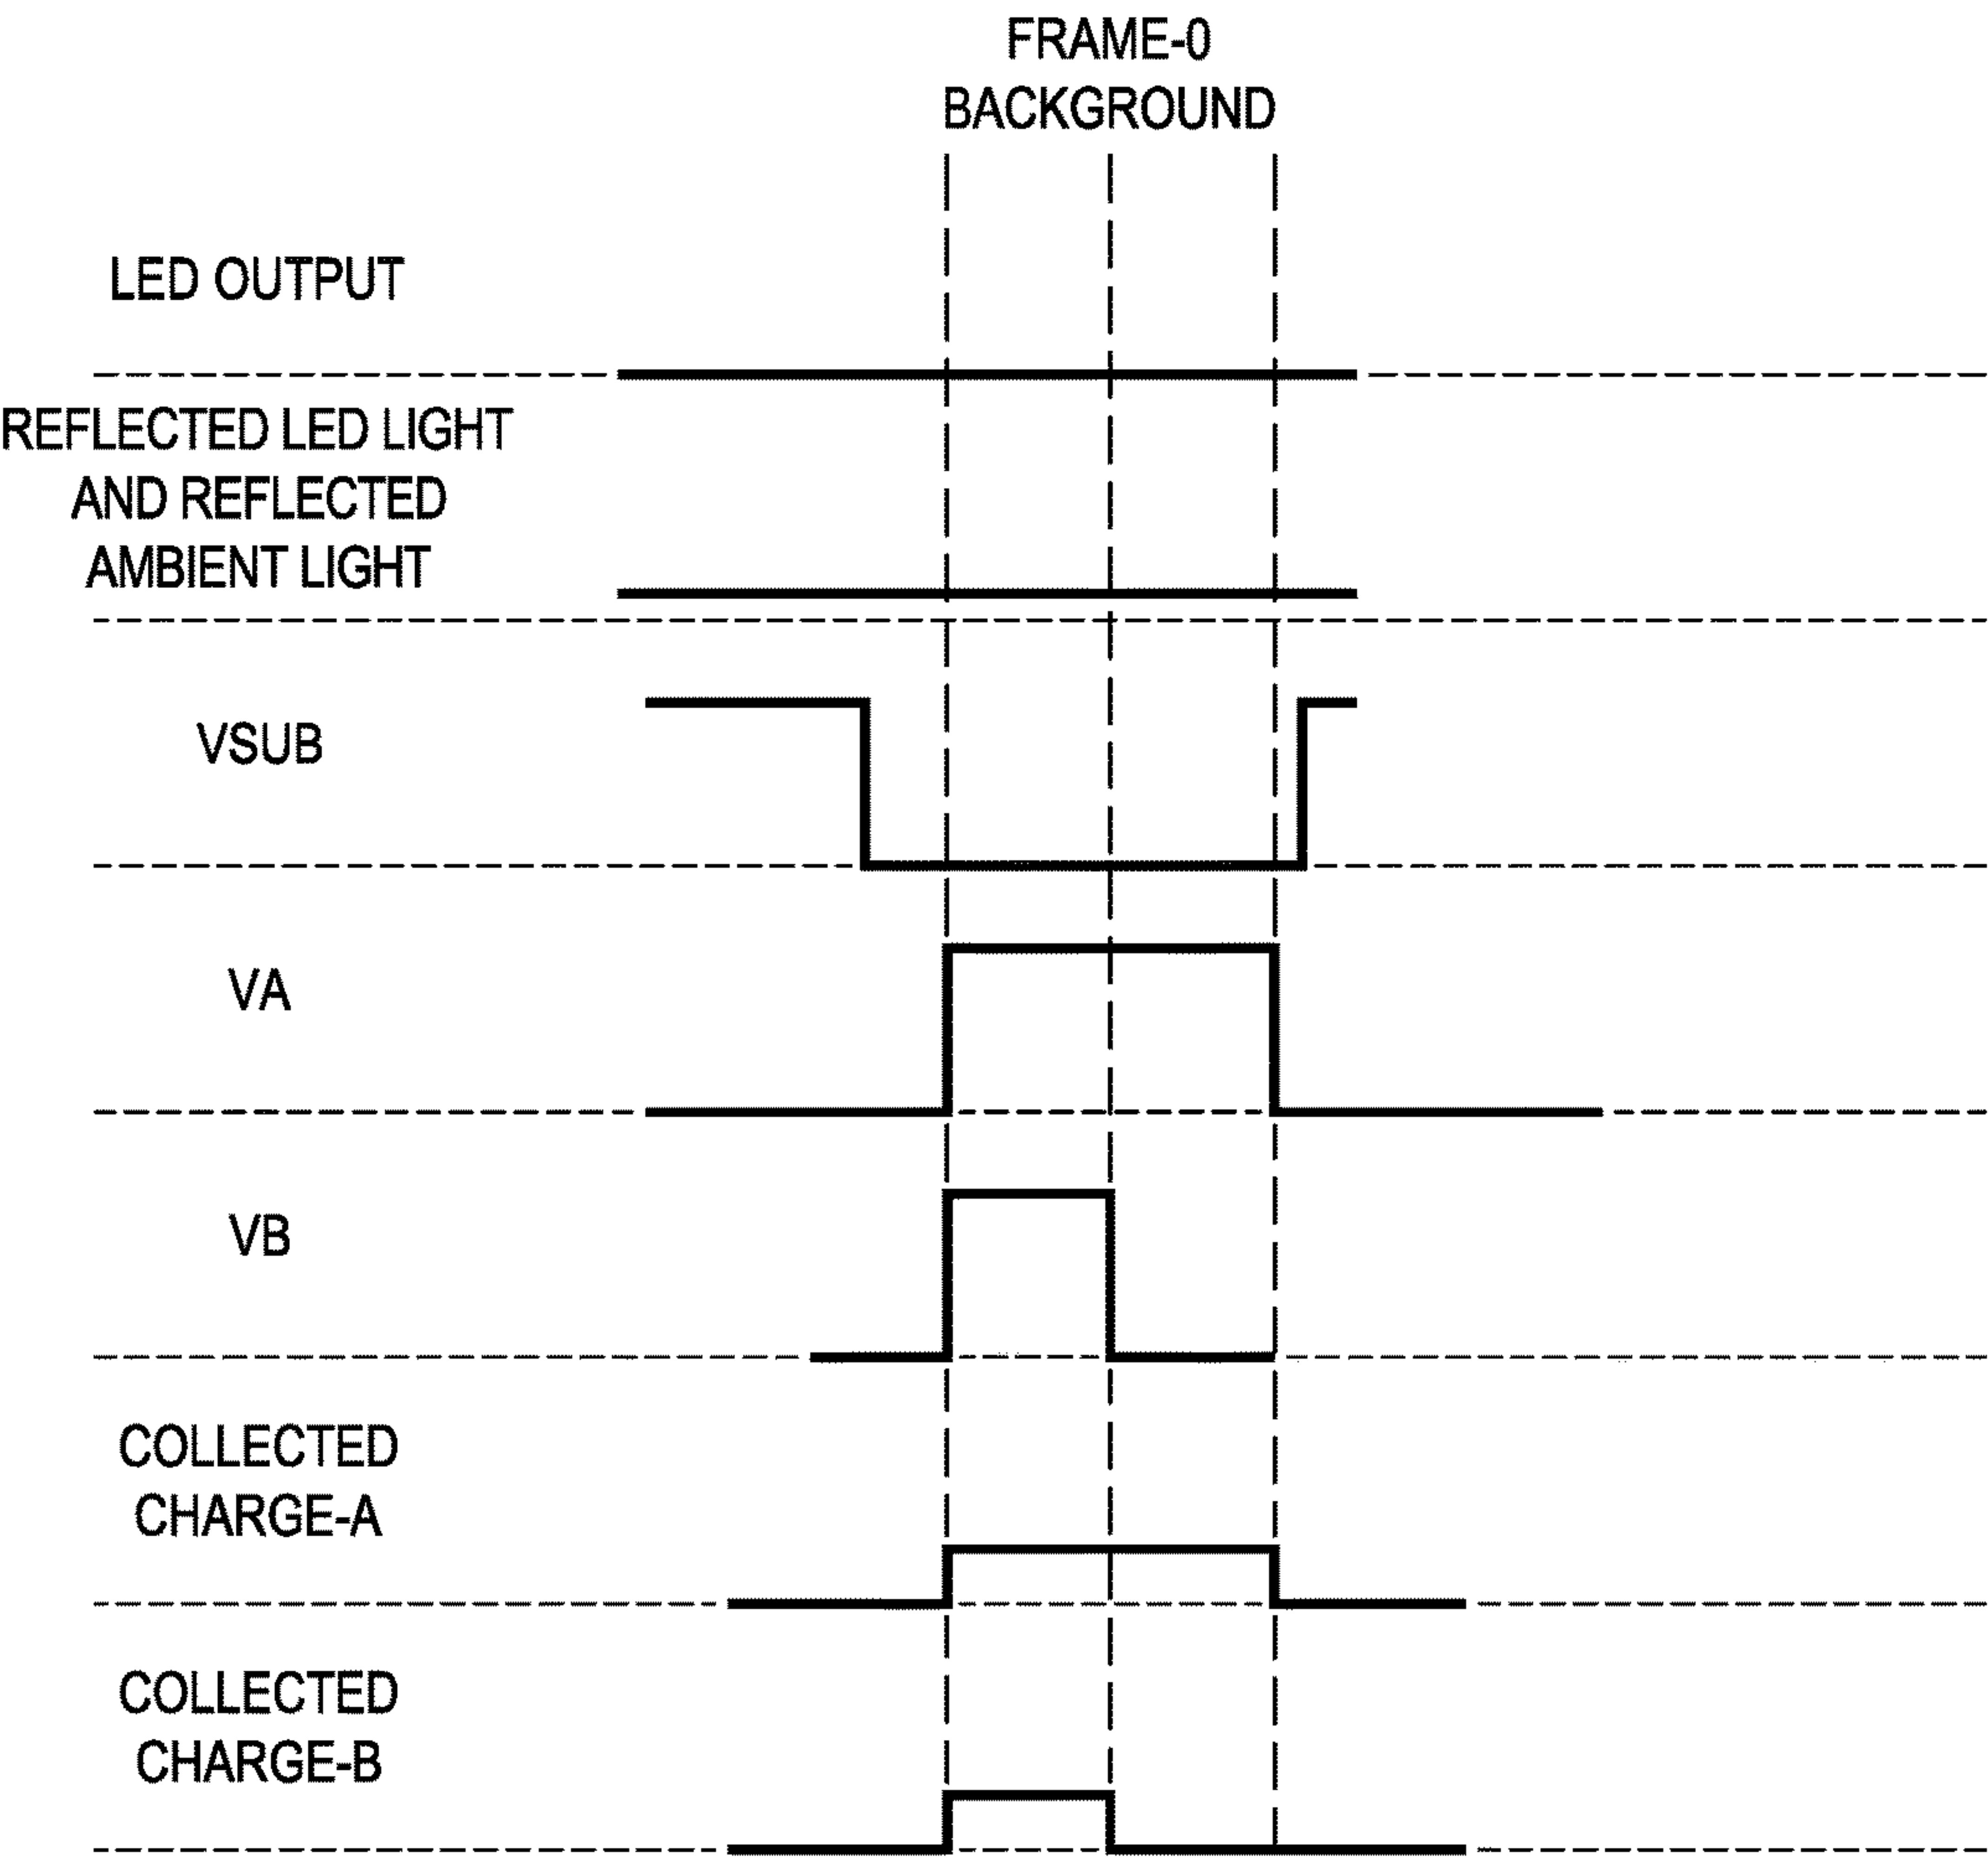 FRAME-0
BACKGROUND
LED OUTPUT
REFLECTED LED LIGHT
AND REFLECTED
AMBIENT LIGHT
VSUB
VA
VB
COLLECTED
CHARGE-A
COLLECTED
CHARGE-B